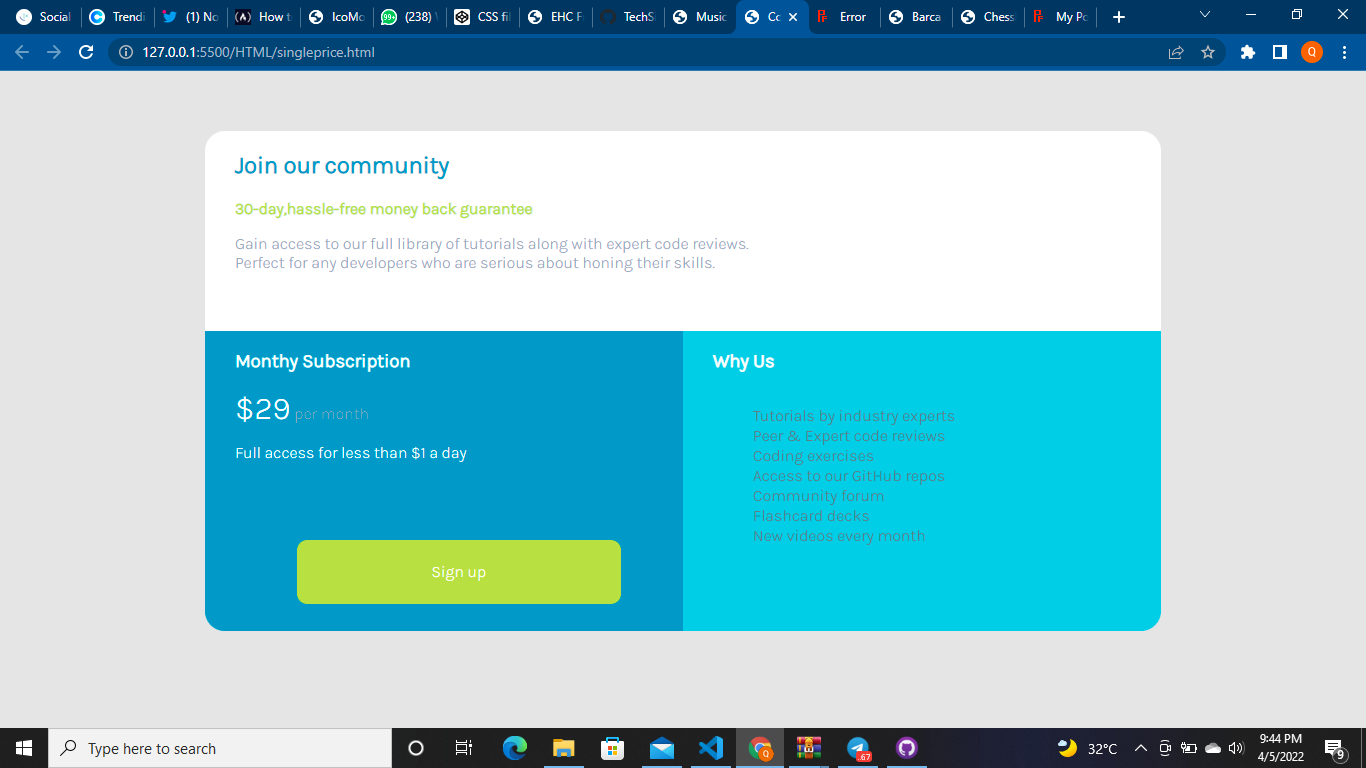 Social
Trendi
(1) No
How t
IcoMo
(238)
CSS fil
EHC F
TechS
Music
Co
Error
Barca
Chess
My Po
127.0.0.1:5500/HTML/singleprice.html
Q
Join our community
30-day,hassle-free money back guarantee
Gain access to our full library of tutorials along with expert code reviews.
Perfect for any developers who are serious about honing their skills.
Monthy Subscription
$29 per month
Full access for less than $1 a day
Sign up
Why Us
Tutorials by industry experts
Peer & Expert code reviews
Coding exercises
Access to our GitHub repos
Community forum
Flashcard decks
New videos every month
Type here to search
.67
32°C
9:44 PM
4/5/2022
9